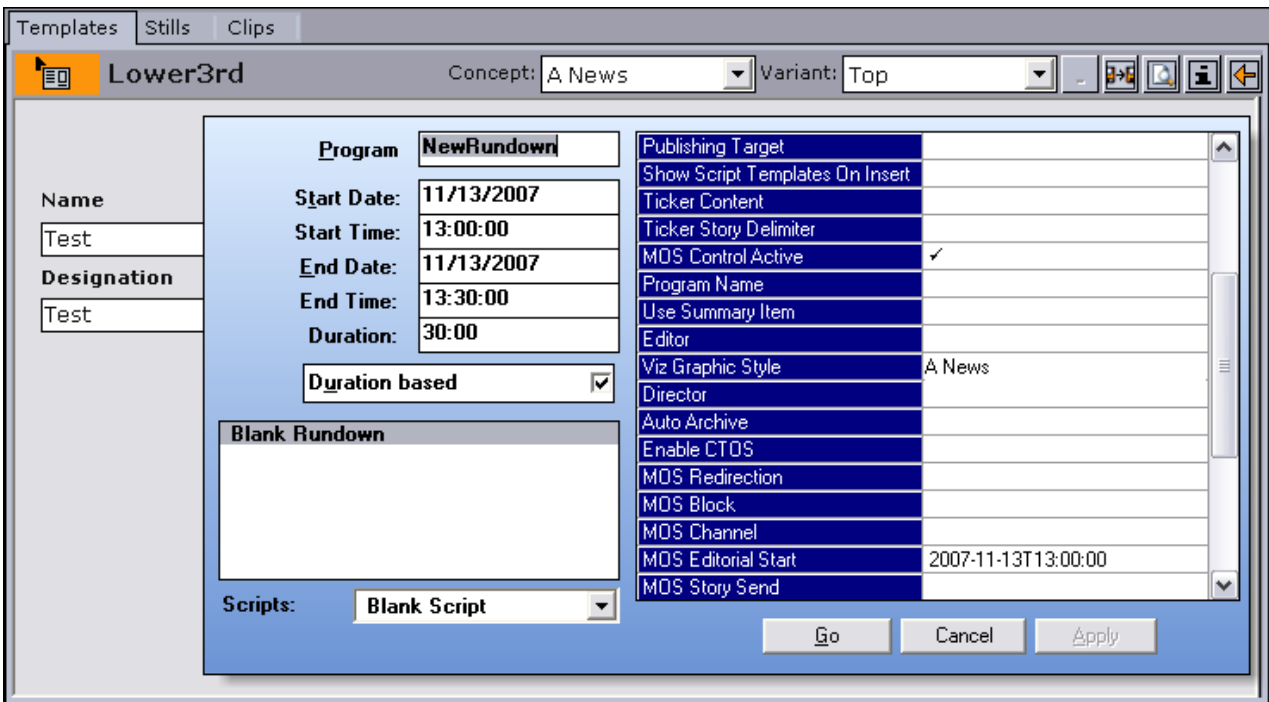 Templates Stills Clips
Lower3rd Concept: A News Variant: Top
Name
Test
Designation
Test
Program NewRundown
Start Date: 11/13/2007
Start Time: 13:00:00
End Date: 11/13/2007
End Time: 13:30:00
Duration: 30:00
Duration based
Blank Rundown
Scripts: Blank Script
Publishing Target
Show Script Templates On Insert
Ticker Content
Ticker Story Delimiter
MOS Control Active ✓
Program Name
Use Summary Item
Editor
Viz Graphic Style A News
Director
Auto Archive
Enable CTOS
MOS Redirection
MOS Block
MOS Channel
MOS Editorial Start 2007-11-13T13:00:00
MOS Story Send
Go Cancel Apply